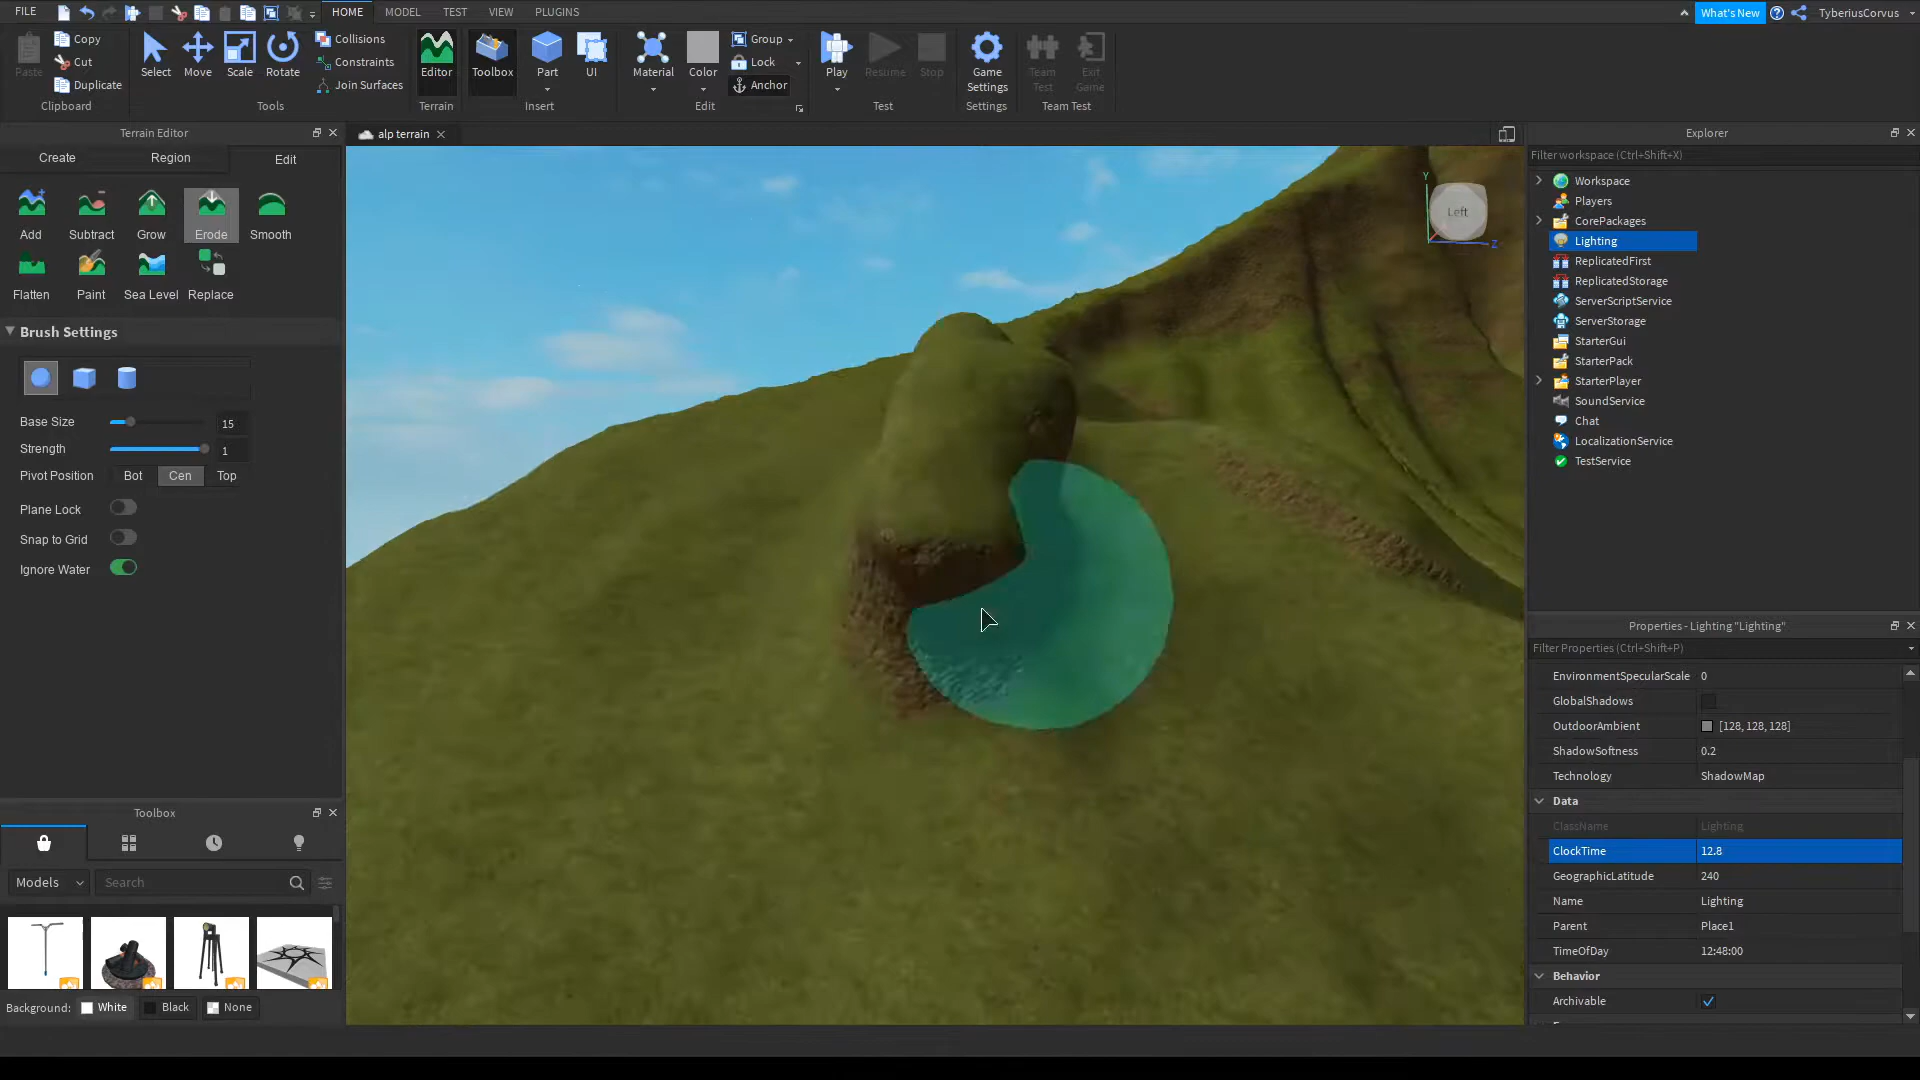 FILE
HOME
MODEL
TEST
VIEW
PLUGINS
What's New
TyberiusCorvus
Paste
Copy
Cut
Duplicate
Clipboard
Select
Move
Scale
Rotate
Collisions
Constraints
Join Surfaces
Tools
Editor
Terrain
Toolbox
Part
UI
Insert
Material
Color
Group
Lock
Anchor
Edit
Play
Resume
Stop
Test
Game
Settings
Settings
Team
Test
Exit
Game
Team Test
Terrain Editor
Create
Region
Edit
Add
Subtract
Grow
Erode
Smooth
Flatten
Paint
Sea Level
Replace
Brush Settings
Base Size
15
Strength
1
Pivot Position
Bot
Cen
Top
Plane Lock
Snap to Grid
Ignore Water
Toolbox
Models
Search
Background:
White
Black
None
alp terrain
Y
Left
Z
Explorer
Filter workspace (Ctrl+Shift+X)
Workspace
Players
CorePackages
Lighting
ReplicatedFirst
ReplicatedStorage
ServerScriptService
ServerStorage
StarterGui
StarterPack
StarterPlayer
SoundService
Chat
LocalizationService
TestService
Properties - Lighting "Lighting"
Filter Properties (Ctrl+Shift+P)
EnvironmentSpecularScale 0
GlobalShadows
OutdoorAmbient [128, 128, 128]
ShadowSoftness 0.2
Technology ShadowMap
Data
ClassName Lighting
ClockTime 12.8
GeographicLatitude 240
Name Lighting
Parent Place1
TimeOfDay 12:48:00
Behavior
Archivable